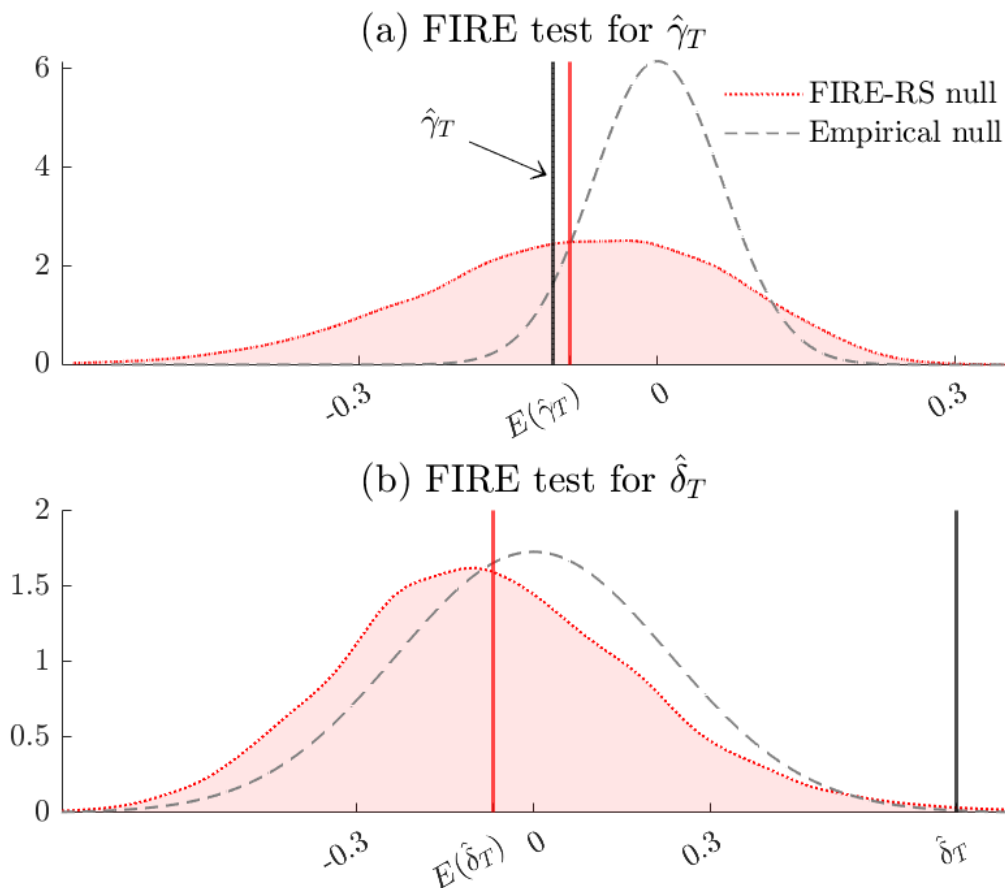 (a) FIRE test for γ̂_T
6
4
2
0
γ̂_T
FIRE-RS null
Empirical null
-0.3
E(γ̂_T)
0
0.3
(b) FIRE test for δ̂_T
2
1.5
1
0.5
0
-0.3
E(δ̂_T)
0
0.3
δ̂_T